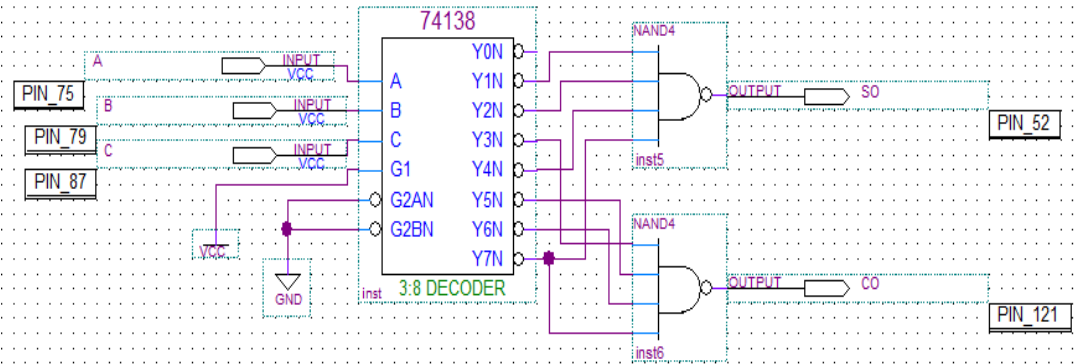 74138
A
INPUT
VCC
PIN_75
B
INPUT
VCC
PIN_79
C
INPUT
VCC
PIN_87
VCC
GND
A
B
C
G1
G2AN
G2BN
Y0N
Y1N
Y2N
Y3N
Y4N
Y5N
Y6N
Y7N
inst
3:8 DECODER
NAND4
inst5
OUTPUT
SO
PIN_52
NAND4
inst6
OUTPUT
CO
PIN_121